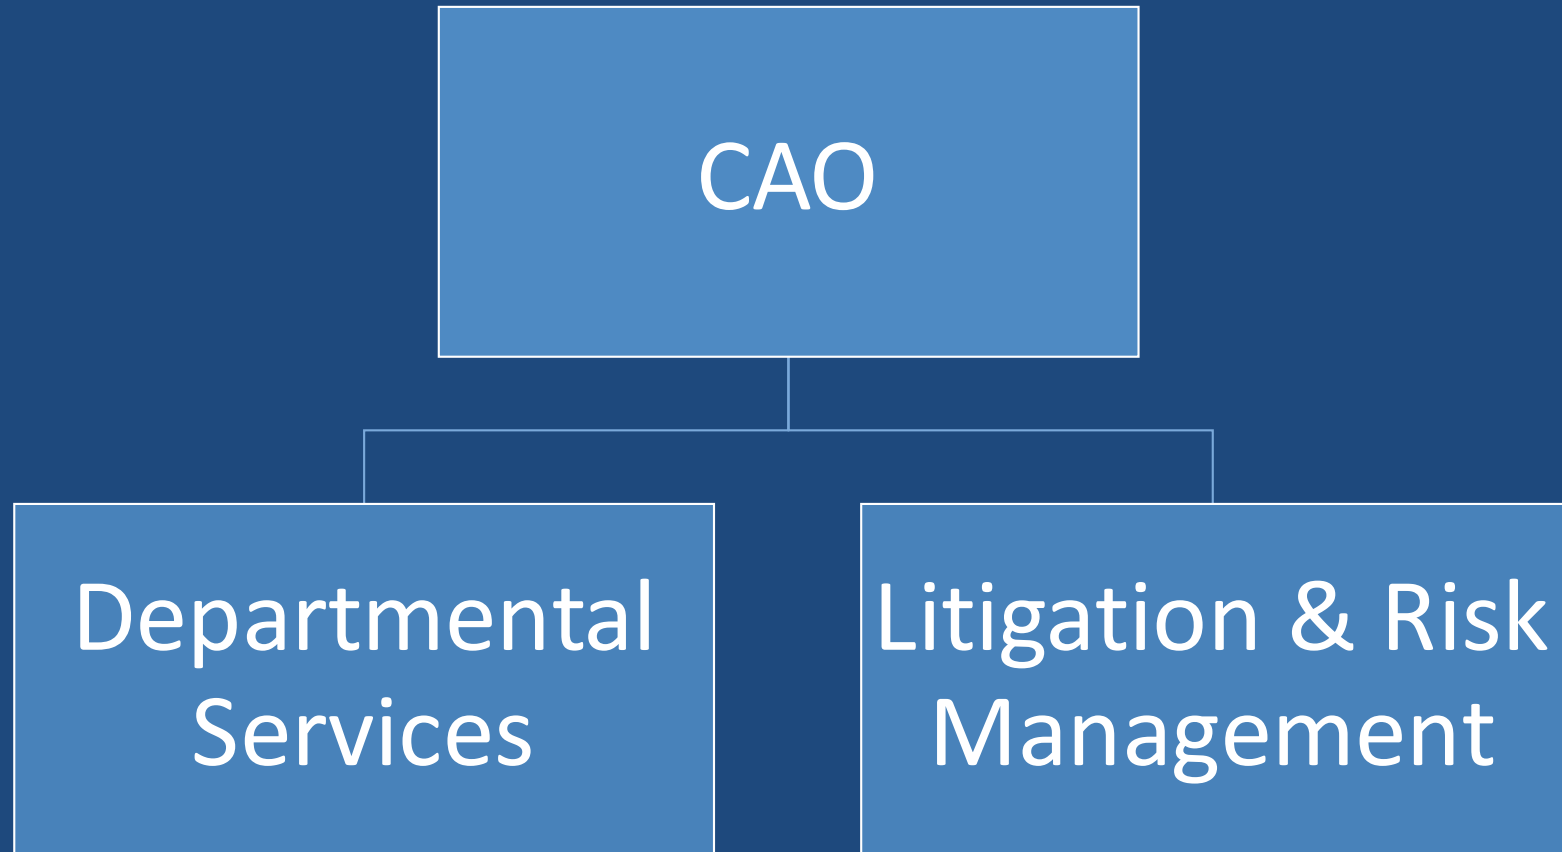 CAO
Departmental
Services
Litigation & Risk
Management